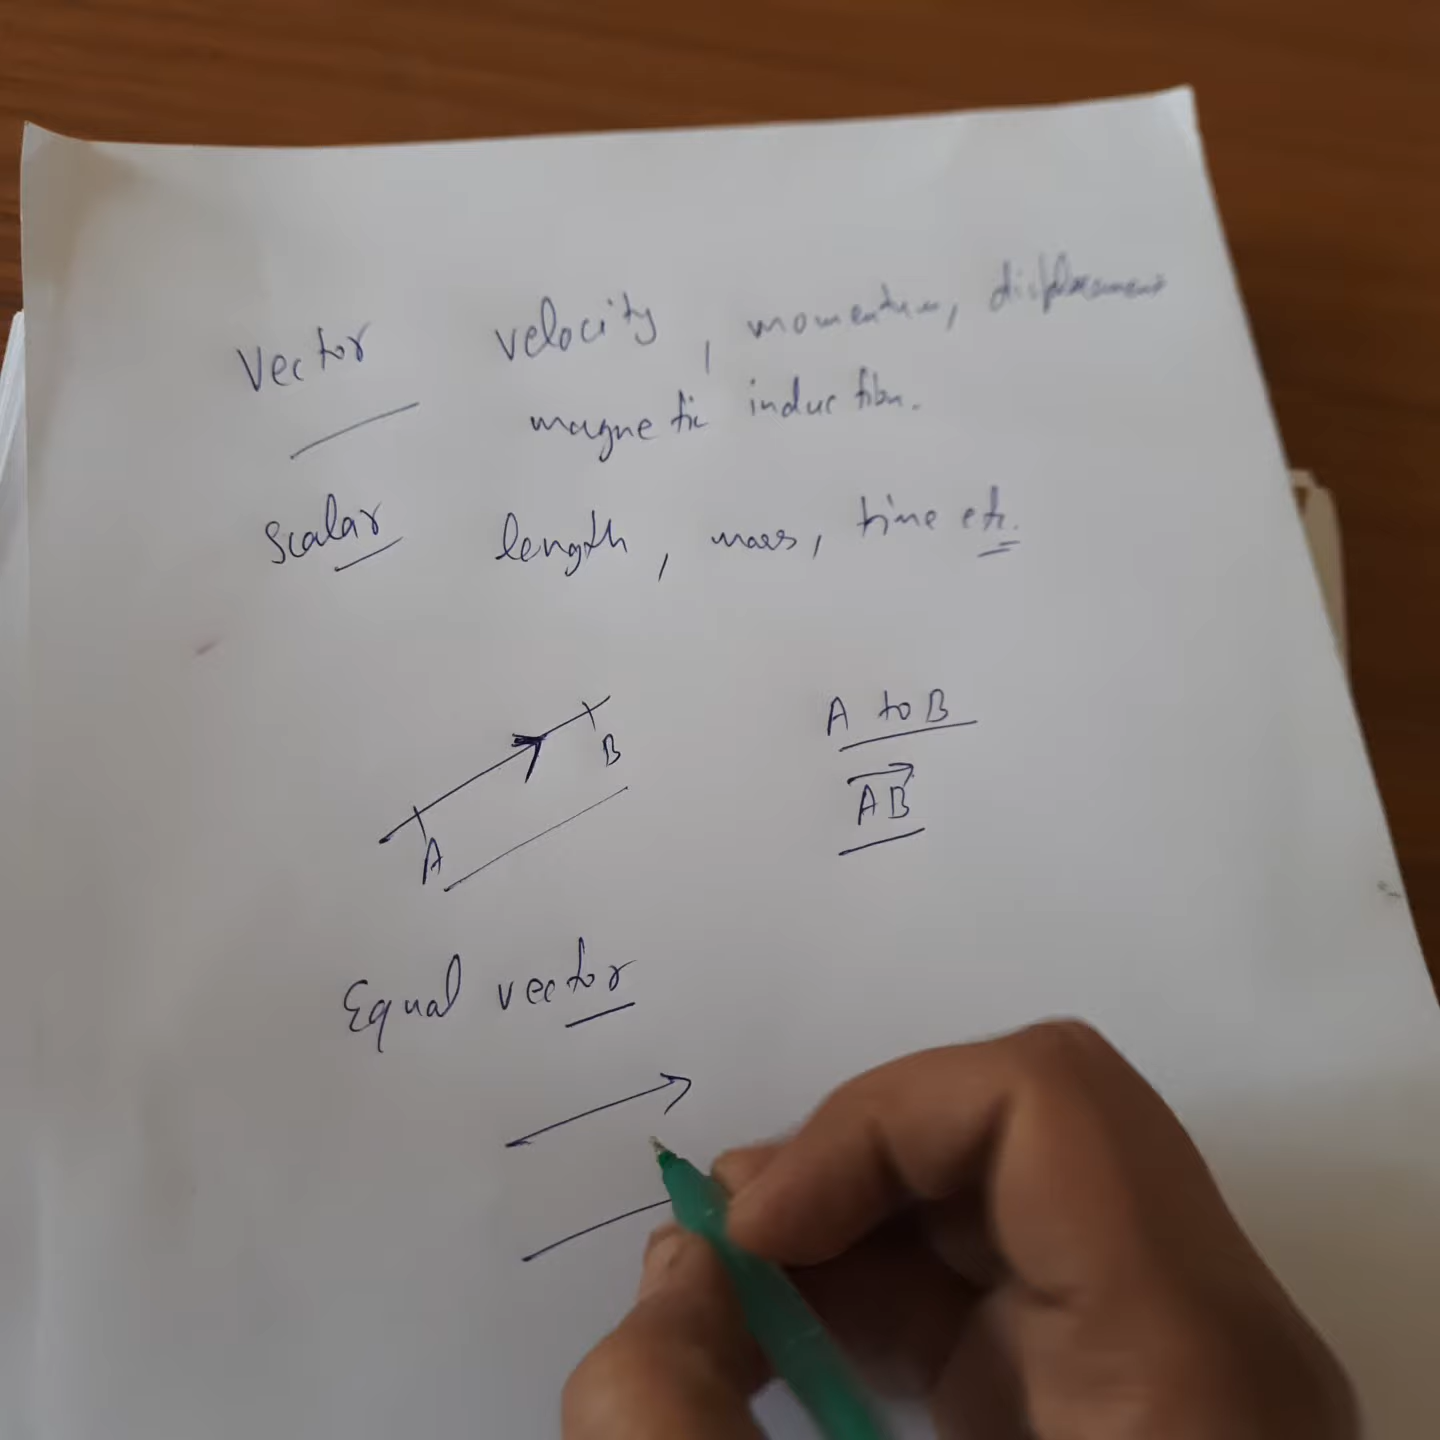 Vector velocity, momentum, displacement
magnetic induction.
Scalar length, mass, time etc.
A to B
B
AB
A
Equal vector